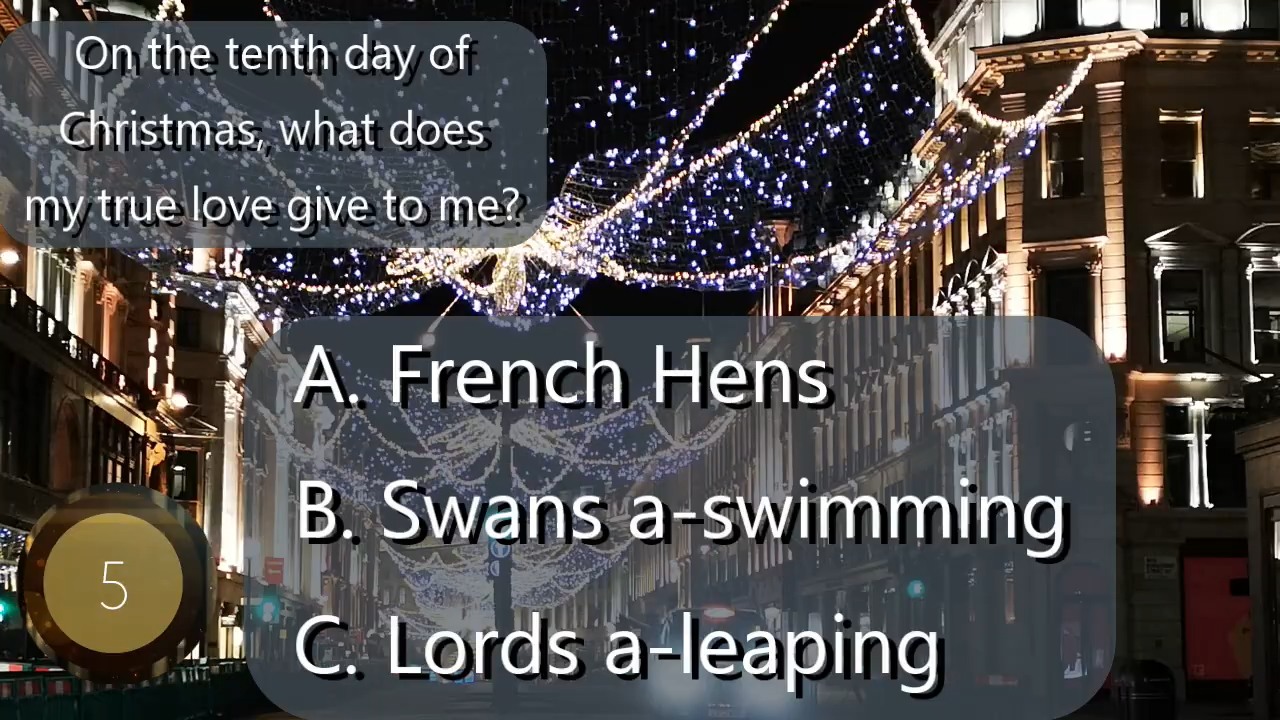 On the tenth day of
Christmas, what does
my true love give to me?
A. French Hens
B. Swans a-swimming
C. Lords a-leaping
5